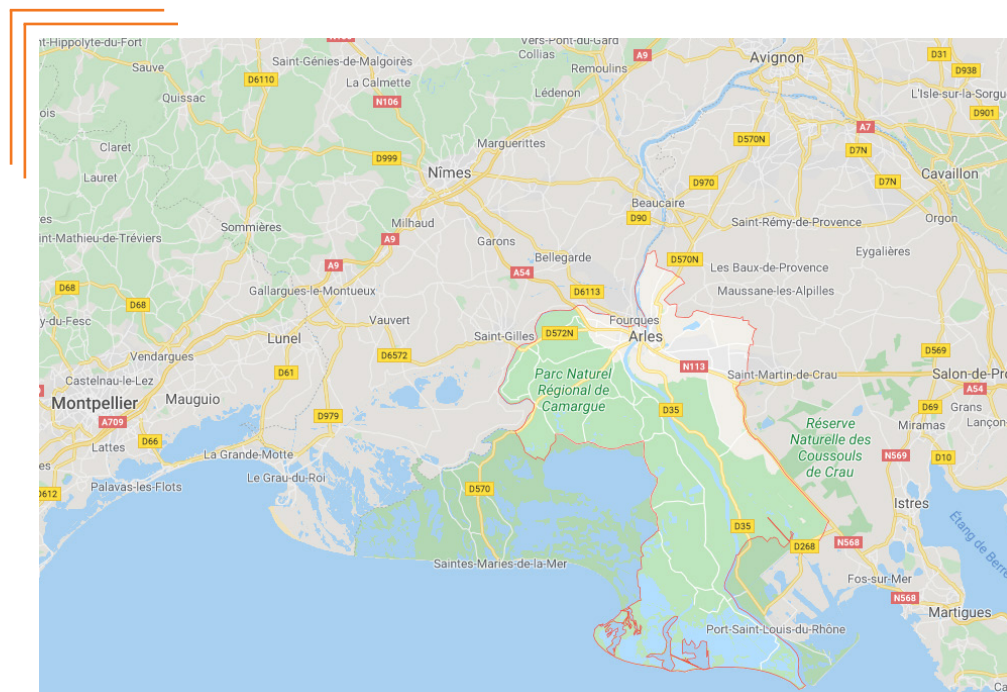 nt-Hippolyte-du-Fort
Vers-Pont-du-Gard
Saint-Génies-de-Malgoirès
Collias
A9
Avignon
D31
Sauve
D6110
La Calmette
Remoulins
D938
Quissac
N106
Lédenon
L'Isle-sur-la-Sorgue
D901
Claret
D999
Marguerittes
D570N
A7
D7N
Lauret
Nîmes
D970
D7N
Cavaillon
Beaucaire
Sommières
Milhaud
D90
Saint-Rémy-de-Provence
Orgon
int-Mathieu-de-Tréviers
A9
Garons
Eygalières
Bellegarde
D570N
A9
A54
Les Baux-de-Provence
D68
Gallargues-le-Montueux
D6113
Maussane-les-Alpilles
D68
y-du-Fesc
Vauvert
Fourques
Lunel
Saint-Gilles
D572N
Arles
Vendargues
D6572
D569
D61
Parc Naturel
Régional de
Camargue
N113
Saint-Martin-de-Crau
Salon-de-Pro
Castelnau-le-Lez
A54
Montpellier
Mauguio
D35
D69
Grans
A709
D979
Réserve
Naturelle des
Coussouls
de Crau
Miramas
Lançon-
D66
Lattes
La Grande-Motte
N569
D10
Palavas-les-Flots
Le Grau-du-Roi
D612
D570
Istres
D35
Étang de Berre
D268
N568
Saintes-Maries-de-la-Mer
Fos-sur-Mer
N568
Martigues
Port-Saint-Louis-du-Rhône